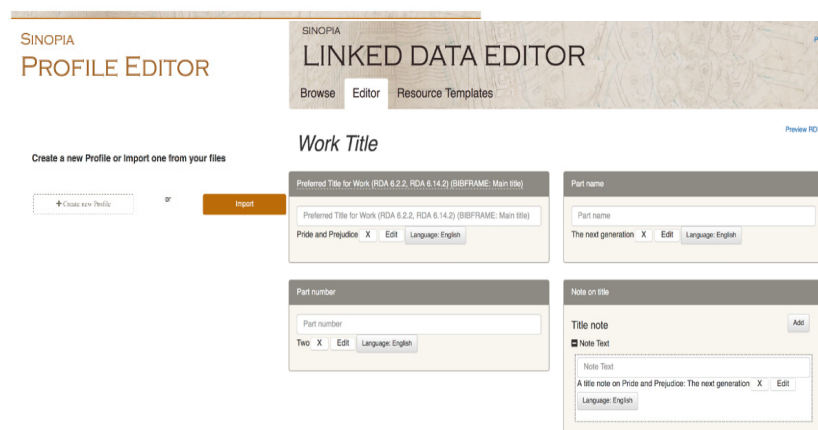 SINOPIA
PROFILE EDITOR
Create a new Profile or import one from your files
+ Create new Profile
or
Import
SINOPIA
LINKED DATA EDITOR
Browse Editor Resource Templates
Preview RD
Work Title
Preferred Title for Work (RDA 6.2.2, RDA 6.14.2) (BIBFRAME: Main title)
Preferred Title for Work (RDA 6.2.2, RDA 6.14.2) (BIBFRAME: Main title)
Pride and Prejudice X Edit Language: English
Part name
Part name
The next generation X Edit Language: English
Part number
Part number
Two X Edit Language: English
Note on title
Title note Add
Note Text
Note Text
A title note on Pride and Prejudice: The next generation X Edit
Language: English